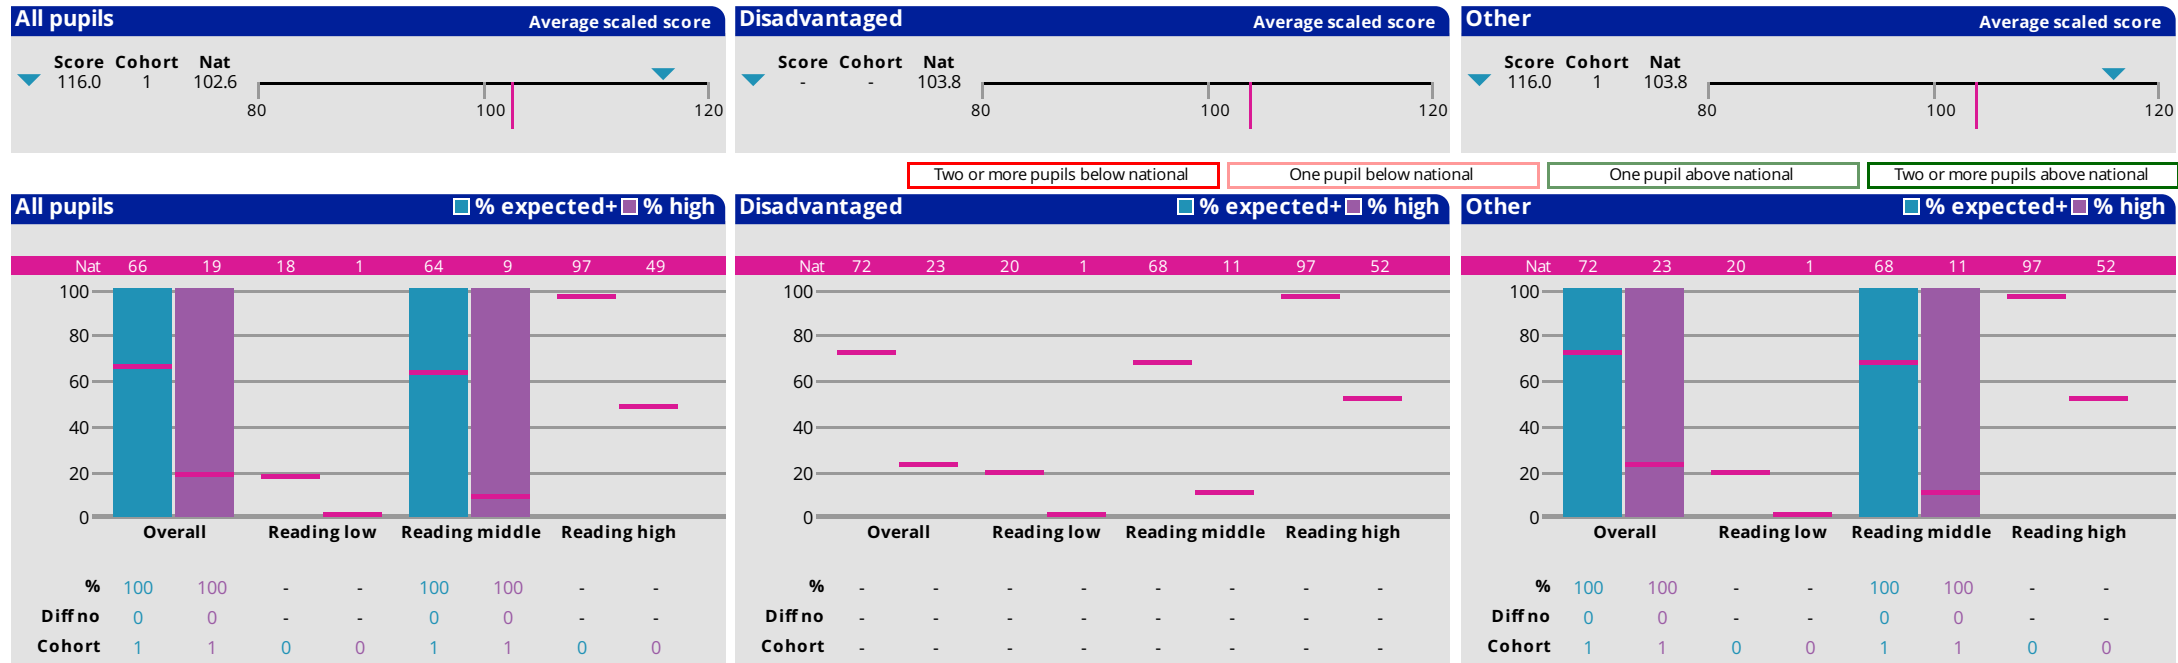 All pupils Average scaled score
Score Cohort Nat
116.0 1 102.6
80 100 120
Disadvantaged Average scaled score
Score Cohort Nat
- - 103.8
80 100 120
Other Average scaled score
Score Cohort Nat
116.0 1 103.8
80 100 120
Two or more pupils below national One pupil below national One pupil above national Two or more pupils above national
All pupils % expected+ % high
Nat 66 19 18 1 64 9 97 49
100
80
60
40
20
0
Overall Reading low Reading middle Reading high
% 100 100 - - 100 100 - -
Diff no 0 0 - - 0 0 - -
Cohort 1 1 0 0 1 1 0 0
Disadvantaged % expected+ % high
Nat 72 23 20 1 68 11 97 52
100
80
60
40
20
0
Overall Reading low Reading middle Reading high
% - - - - - - - -
Diff no - - - - - - - -
Cohort - - - - - - - -
Other % expected+ % high
Nat 72 23 20 1 68 11 97 52
100
80
60
40
20
0
Overall Reading low Reading middle Reading high
% 100 100 - - 100 100 - -
Diff no 0 0 - - 0 0 - -
Cohort 1 1 0 0 1 1 0 0